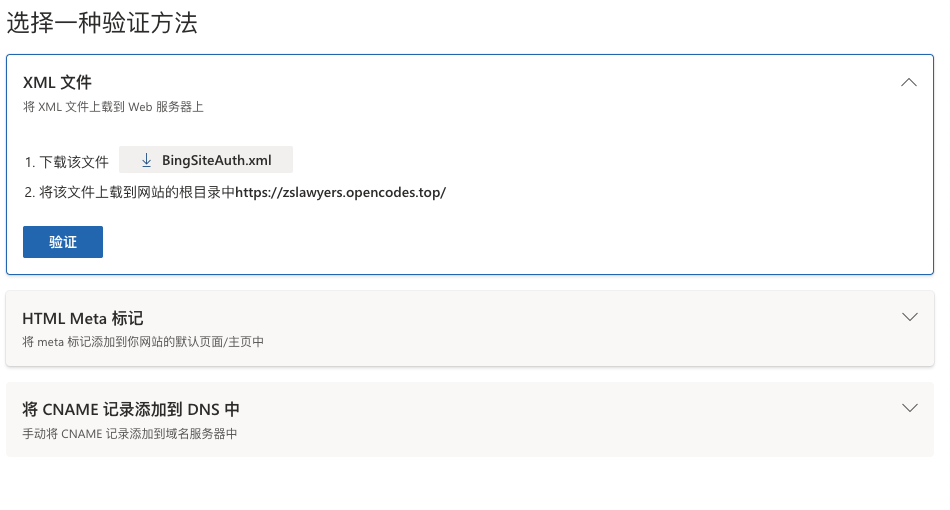 选择一种验证方法
XML 文件
将 XML 文件上载到 Web 服务器上
1. 下载该文件 BingSiteAuth.xml
2. 将该文件上载到网站的根目录中https://zslawyers.opencodes.top/
验证
HTML Meta 标记
将 meta 标记添加到你网站的默认页面/主页中
将 CNAME 记录添加到 DNS 中
手动将 CNAME 记录添加到域名服务器中